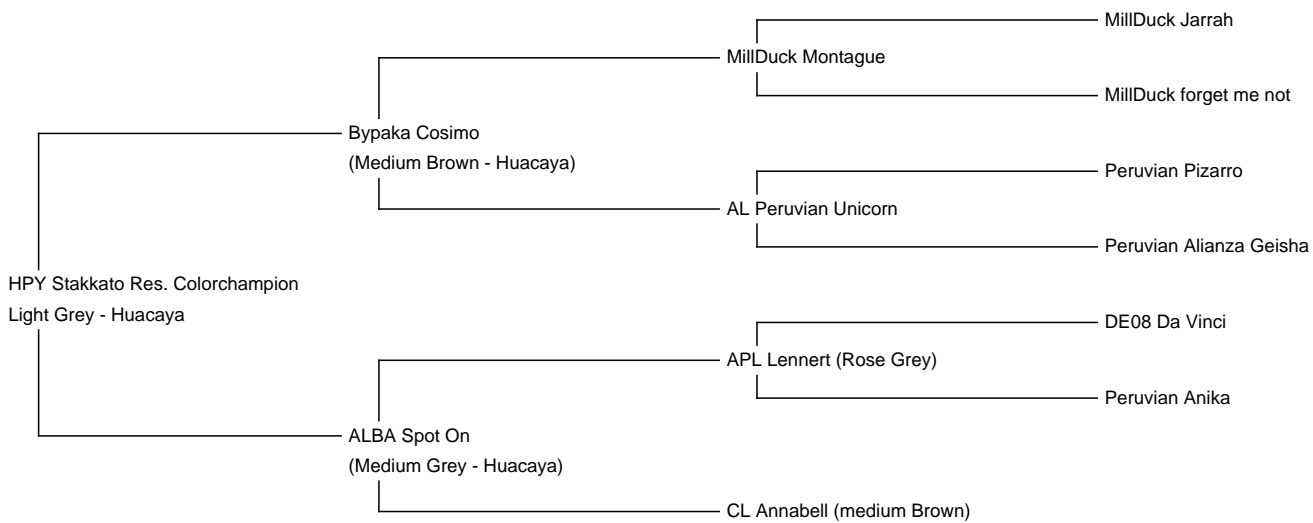 MillDuck Jarrah
MillDuck Montague
MillDuck forget me not
Bypaka Cosimo
(Medium Brown - Huacaya)
Peruvian Pizarro
AL Peruvian Unicorn
Peruvian Alianza Geisha
HPY Stakkato Res. Colorchampion
Light Grey - Huacaya
DE08 Da Vinci
APL Lennert (Rose Grey)
Peruvian Anika
ALBA Spot On
(Medium Grey - Huacaya)
CL Annabell (medium Brown)